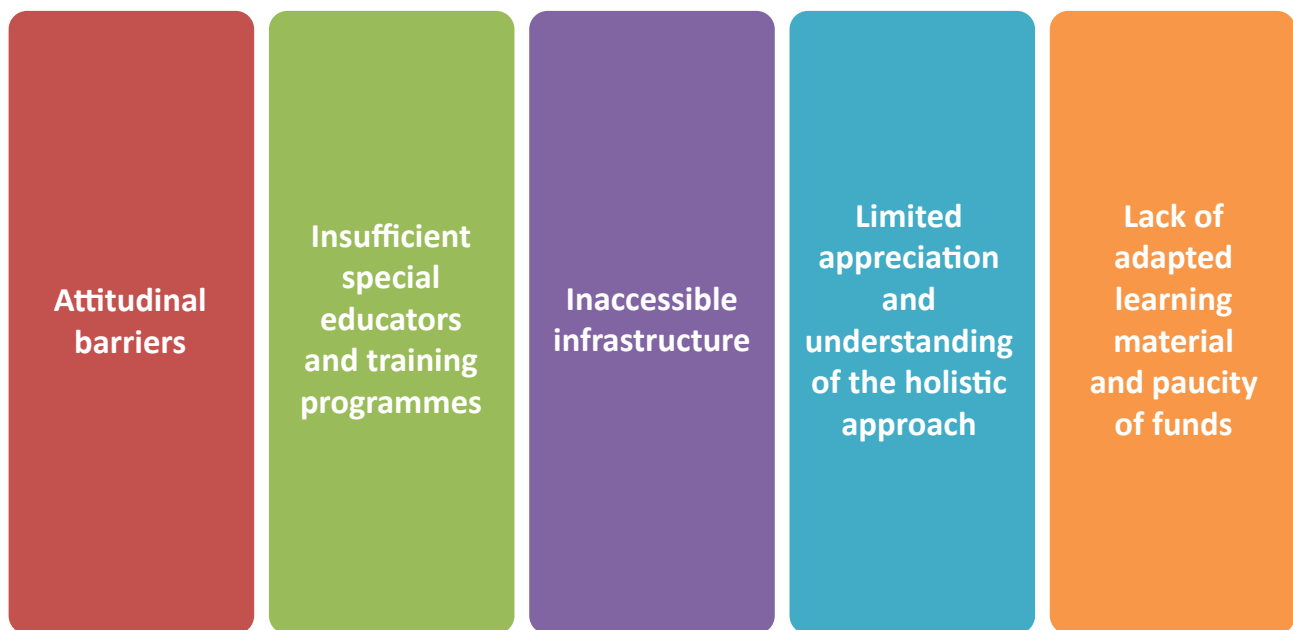 Attitudinal
barriers
Insufficient
special
educators
and training
programmes
Inaccessible
infrastructure
Limited
appreciation
and
understanding
of the holistic
approach
Lack of
adapted
learning
material
and paucity
of funds